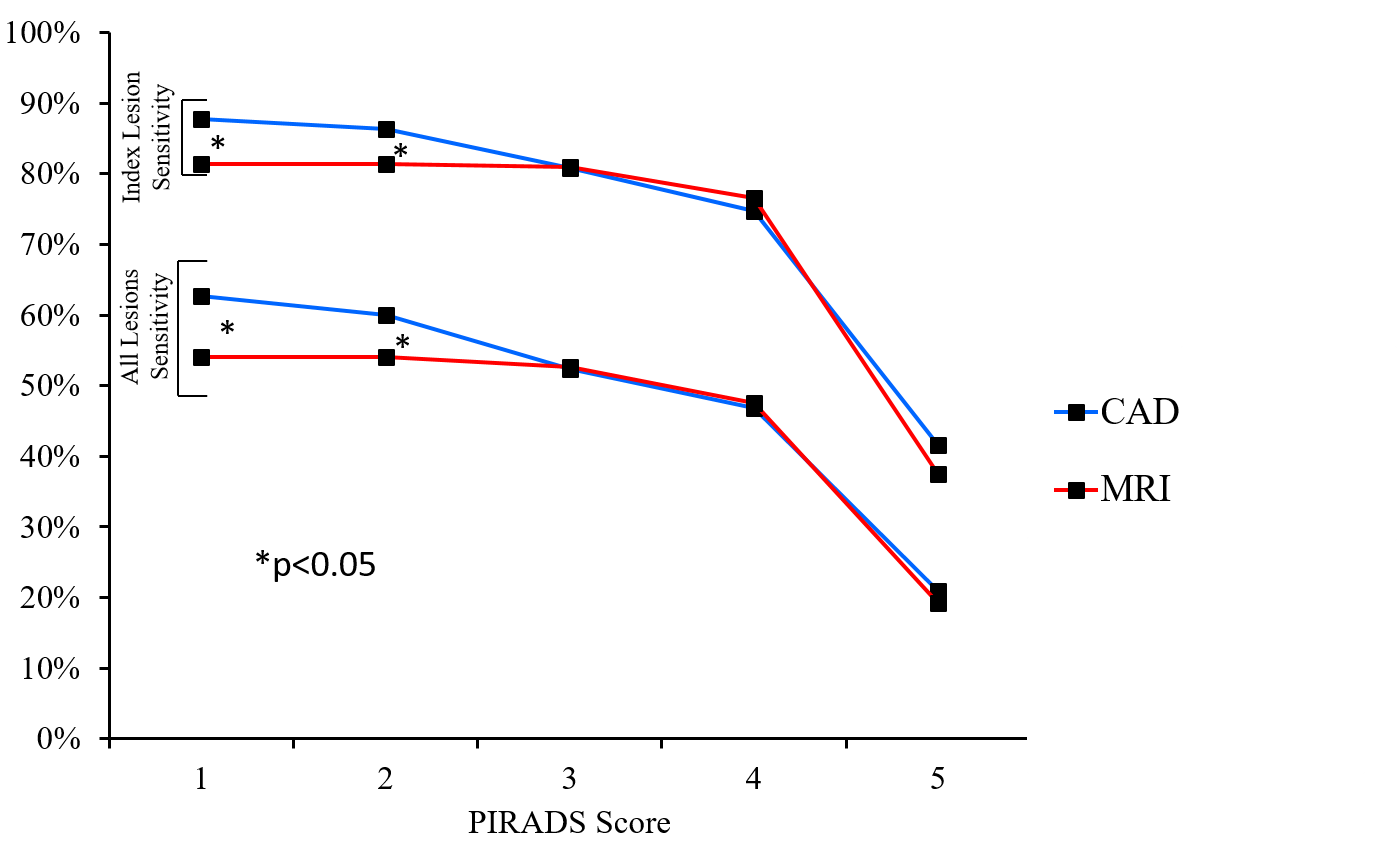 100%
90%
80%
70%
60%
50%
40%
30%
20%
10%
0%
Index Lesion
Sensitivity
*
*
All Lesions
Sensitivity
*
*
*p<0.05
1 2 3 4 5
PIRADS Score
CAD
MRI